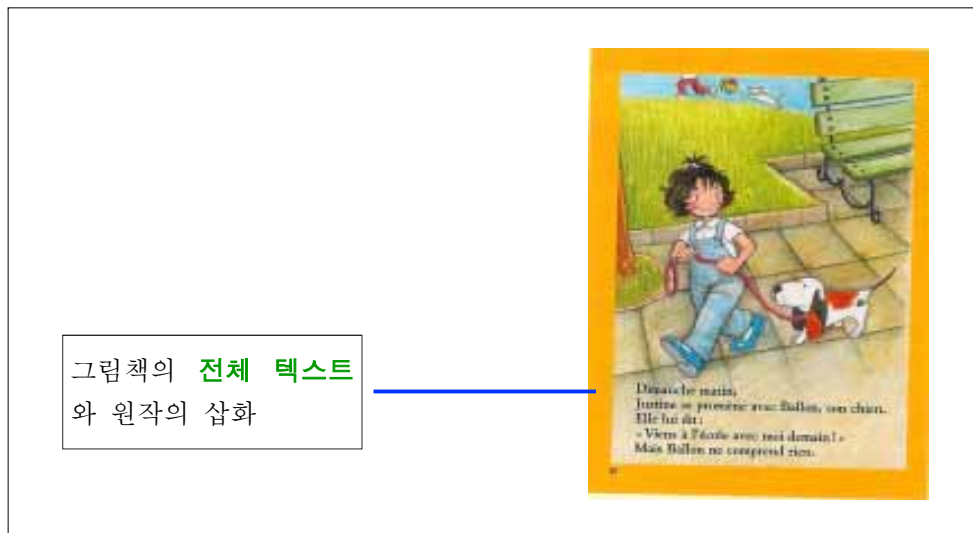 그림책의 전체 텍스트
와 원작의 삽화
Dimanche matin,
Justine se promène avec Ballon, son chien.
Elle lui dit :
« Viens à l'école avec moi demain ! »
Mais Ballon ne comprend rien.